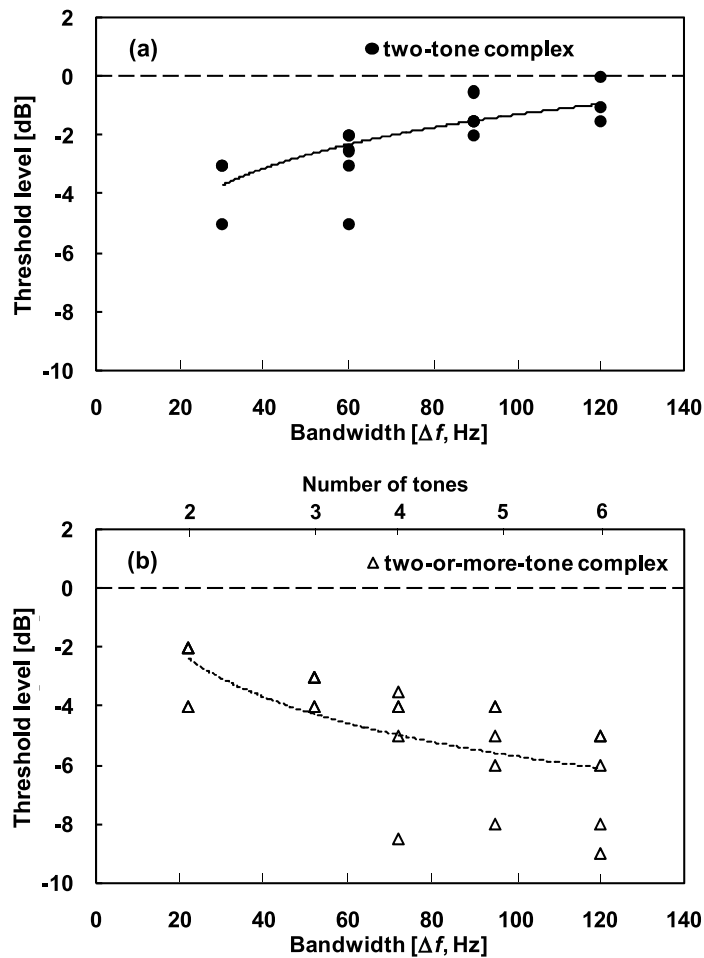 2
(a)
two-tone complex
0
-2
-4
-6
-8
-10
Threshold level [dB]
0 20 40 60 80 100 120 140
Bandwidth [Δf, Hz]
Number of tones
2 3 4 5 6
2
(b)
two-or-more-tone complex
0
-2
-4
-6
-8
-10
Threshold level [dB]
0 20 40 60 80 100 120 140
Bandwidth [Δf, Hz]